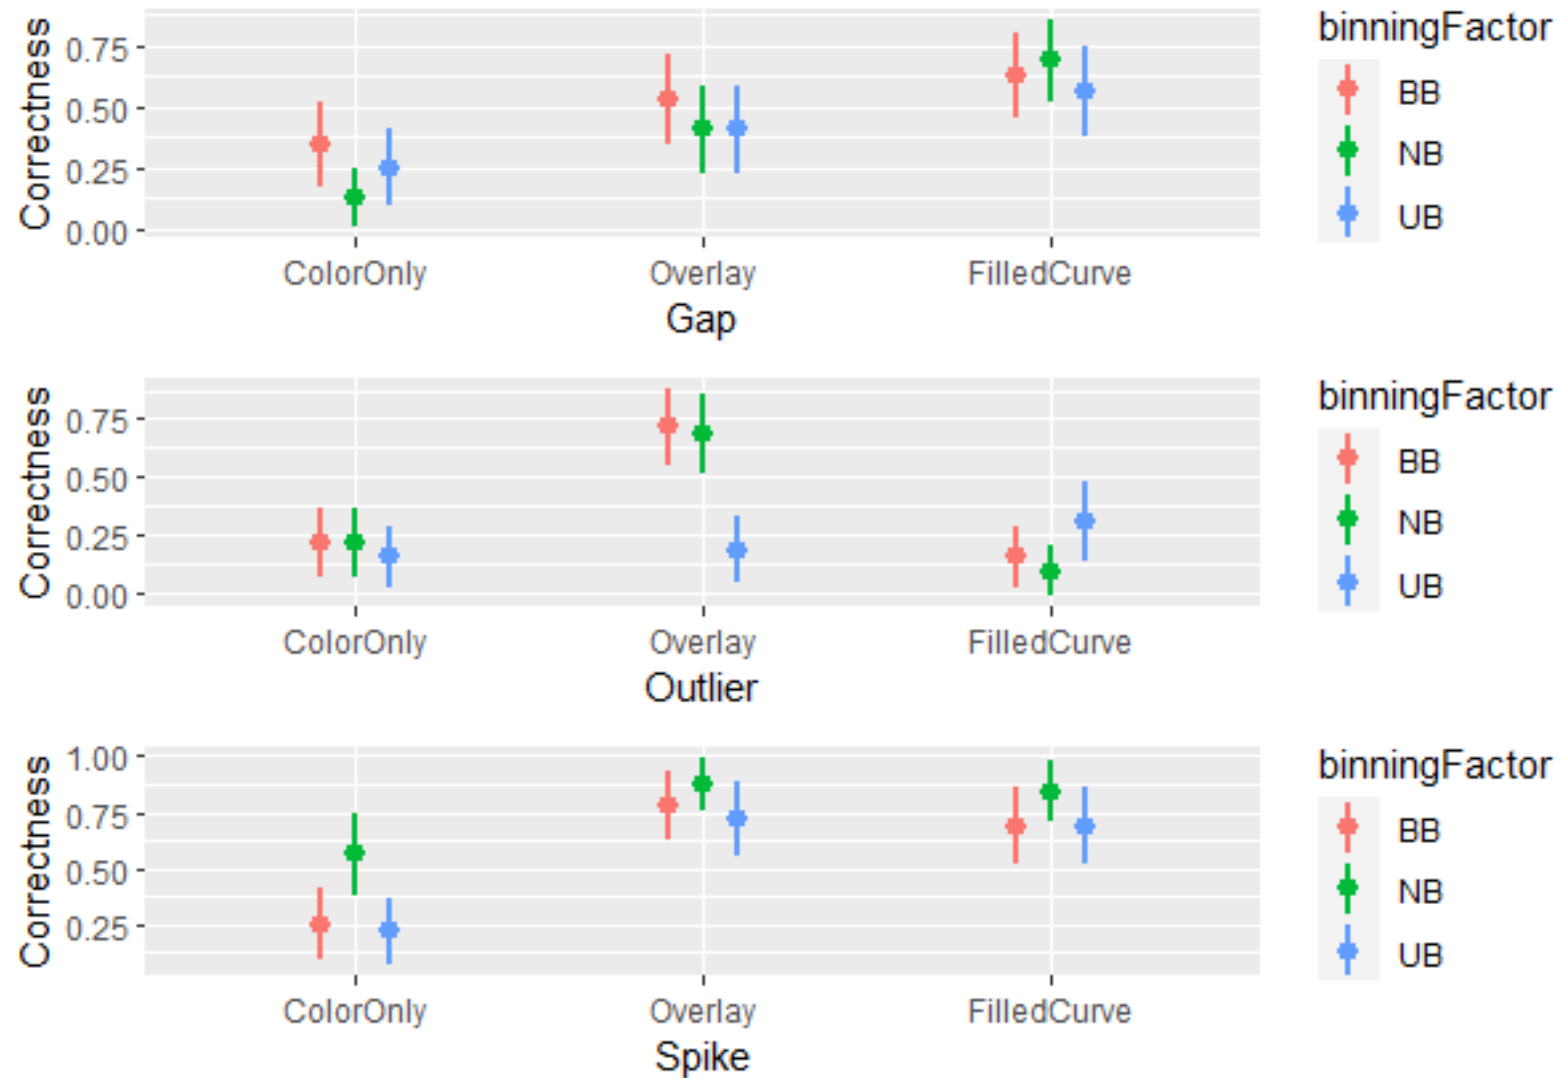 Correctness
0.75
0.50
0.25
0.00
ColorOnly Overlay FilledCurve
Gap
binningFactor
BB
NB
UB
Correctness
0.75
0.50
0.25
0.00
ColorOnly Overlay FilledCurve
Outlier
binningFactor
BB
NB
UB
Correctness
1.00
0.75
0.50
0.25
ColorOnly Overlay FilledCurve
Spike
binningFactor
BB
NB
UB